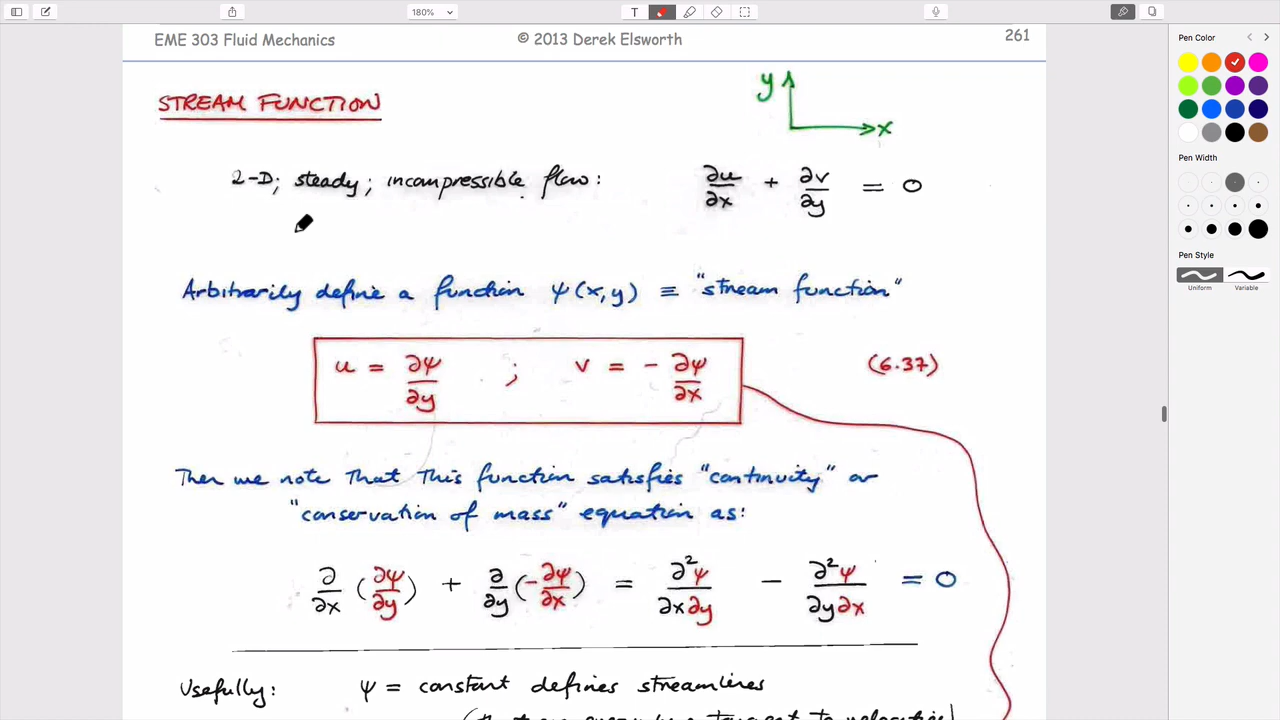 180%
T
EME 303 Fluid Mechanics © 2013 Derek Elsworth 261
Pen Color
STREAM FUNCTION
y
x
2-D; steady; incompressible flow: ∂u/∂x + ∂v/∂y = 0
Pen Width
Pen Style
Uniform Variable
Arbitrarily define a function ψ(x,y) ≡ "stream function"
u = ∂ψ/∂y ; v = - ∂ψ/∂x (6.37)
Then we note that this function satisfies "continuity" or
"conservation of mass" equation as:
∂/∂x (∂ψ/∂y) + ∂/∂y (-∂ψ/∂x) = ∂²ψ/∂x∂y - ∂²ψ/∂y∂x = 0
Usefully: ψ = constant defines streamlines